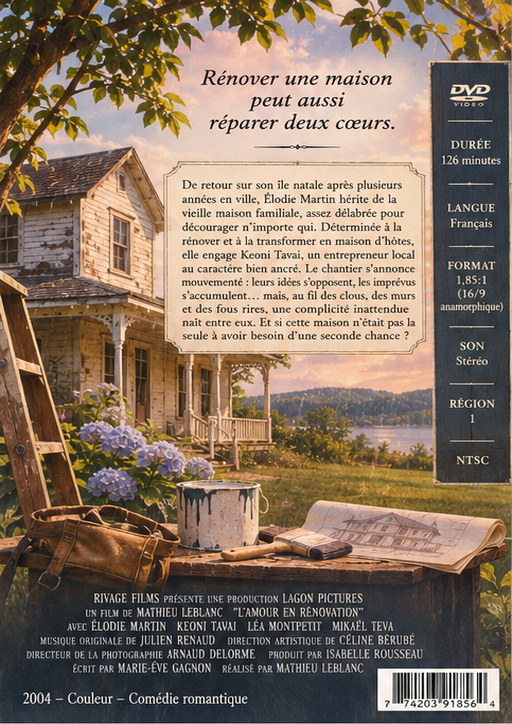 Rénover une maison
peut aussi
réparer deux cœurs.
De retour sur son île natale après plusieurs
années en ville, Élodie Martin hérite de la
vieille maison familiale, assez délabrée pour
décourager n'importe qui. Déterminée à la
rénover et à la transformer en maison d'hôtes,
elle engage Keoni Tavai, un entrepreneur local
au caractére bien ancré. Le chantier s'annonce
mouvementé : leurs idées s'opposent, les imprévus
s'accumulent… mais, au fil des clous, des murs
et des fous rires, une complicité inattendue
naît entre eux. Et si cette maison n'était pas la
seule à avoir besoin d'une seconde chance ?
DVD
VIDEO
DURÉE
126 minutes
LANGUE
Français
FORMAT
1,85:1
(16/9
anamorphique)
SON
Stéréo
RÉGION
1
NTSC
RIVAGE FILMS PRÉSENTE UNE PRODUCTION LAGON PICTURES
UN FILM DE MATHIEU LEBLANC "L'AMOUR EN RÉNOVATION"
AVEC ÉLODIE MARTIN KEONI TAVAI LÉA MONTPETIT MIKAËL TEVA
MUSIQUE ORIGINALE DE JULIEN RENAUD DIRECTION ARTISTIQUE DE CÉLINE BÉRUBÉ
DIRECTEUR DE LA PHOTOGRAPHIE ARNAUD DELORME PRODUIT PAR ISABELLE ROUSSEAU
ÉCRIT PAR MARIE-ÈVE GAGNON RÉALISÉ PAR MATHIEU LEBLANC
2004 – Couleur – Comédie romantique
7 74203 91856 4